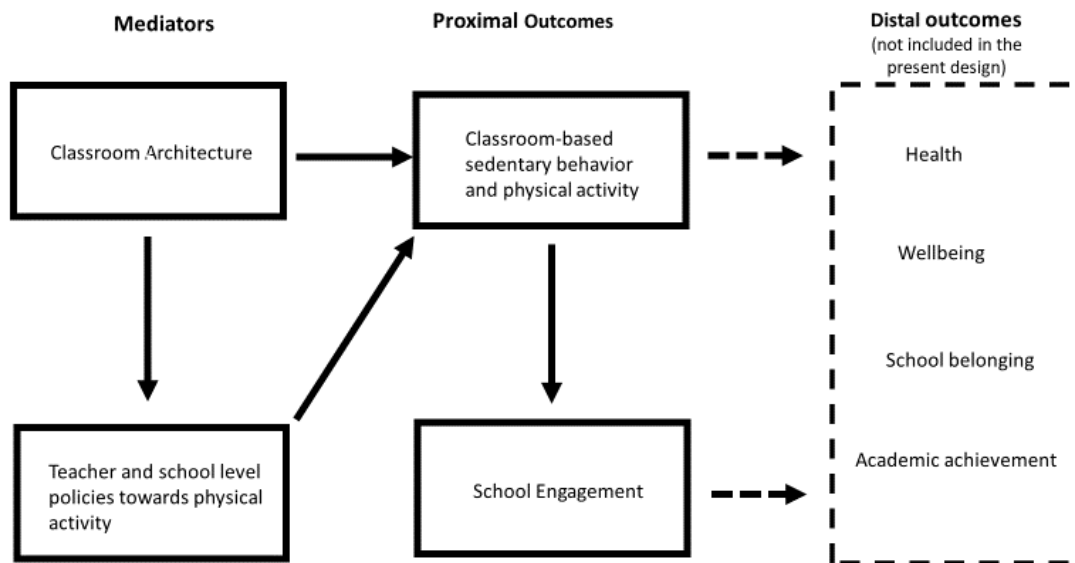 Mediators
Proximal Outcomes
Distal outcomes
(not included in the
present design)
Classroom Architecture
Classroom-based
sedentary behavior
and physical activity
Health
Wellbeing
School belonging
Academic achievement
Teacher and school level
policies towards physical
activity
School Engagement